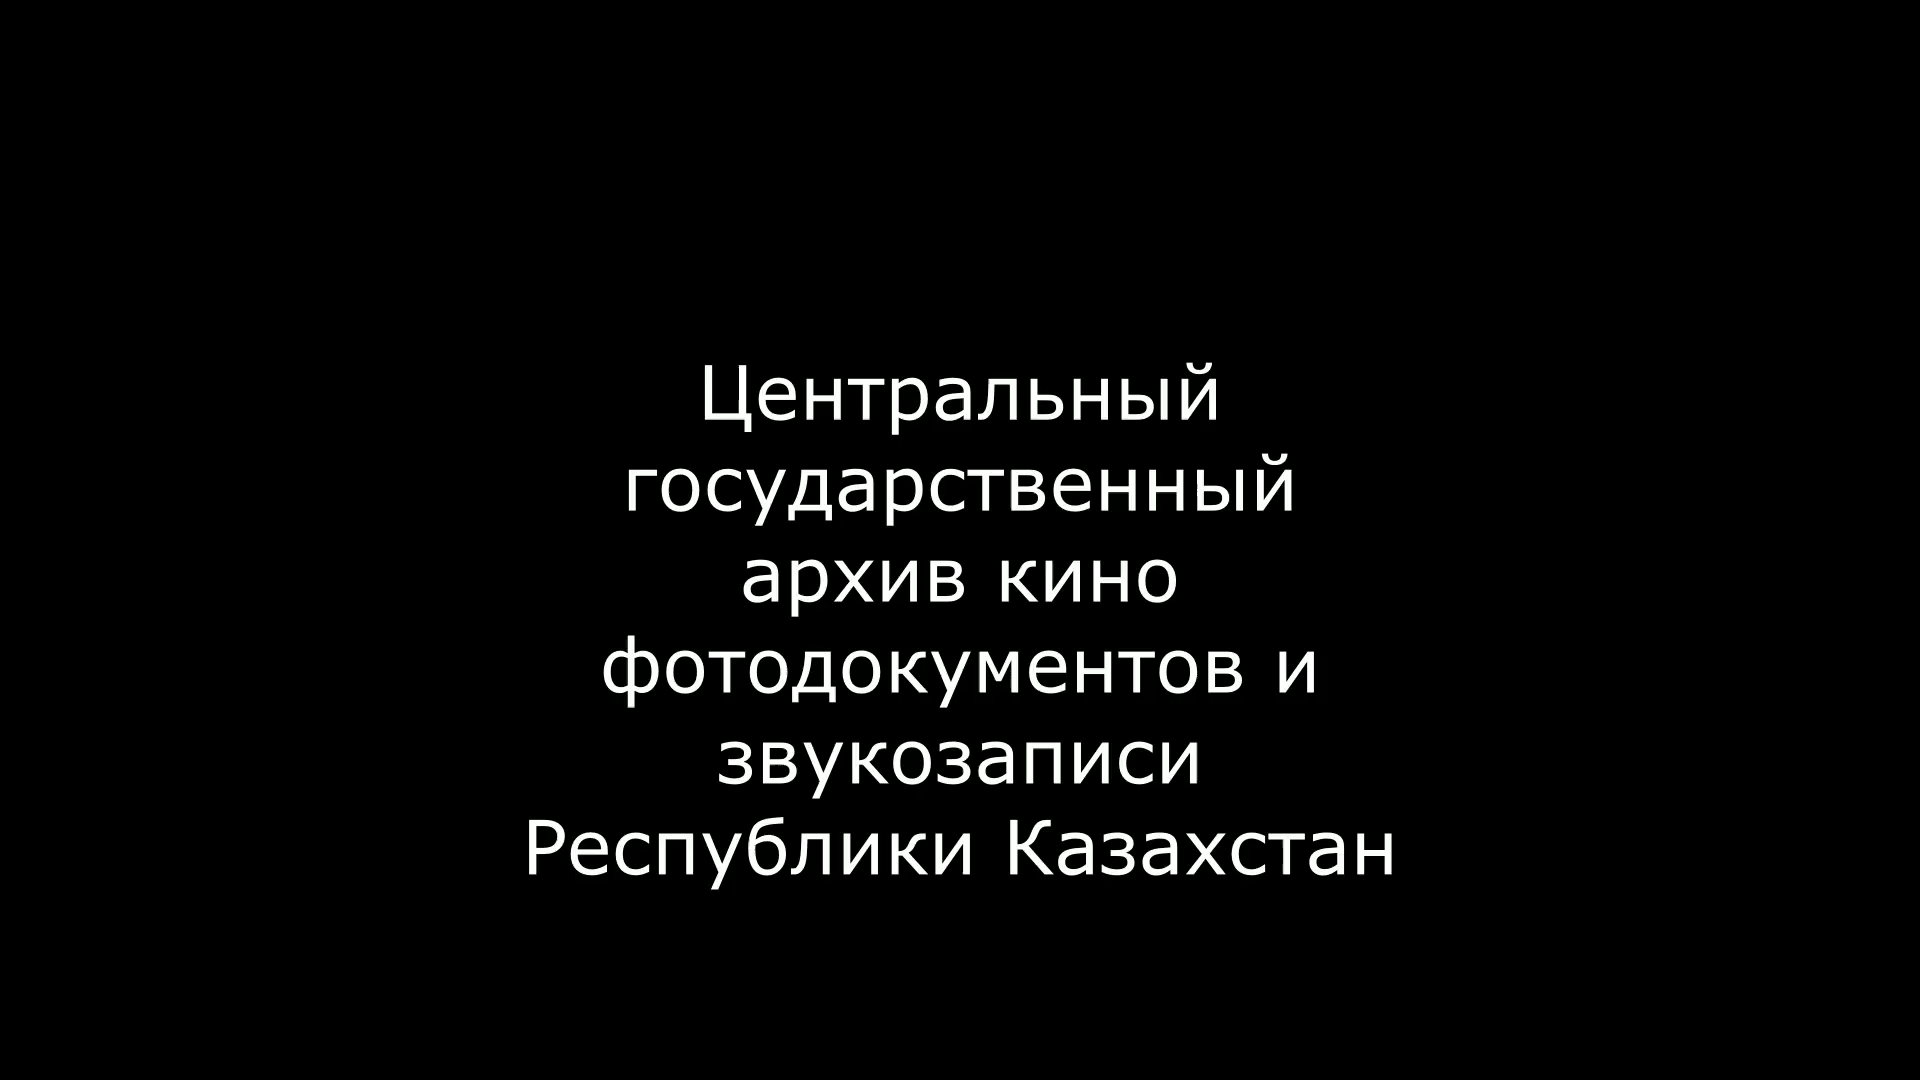 Центральный
государственный
архив кино
фотодокументов и
звукозаписи
Республики Казахстан